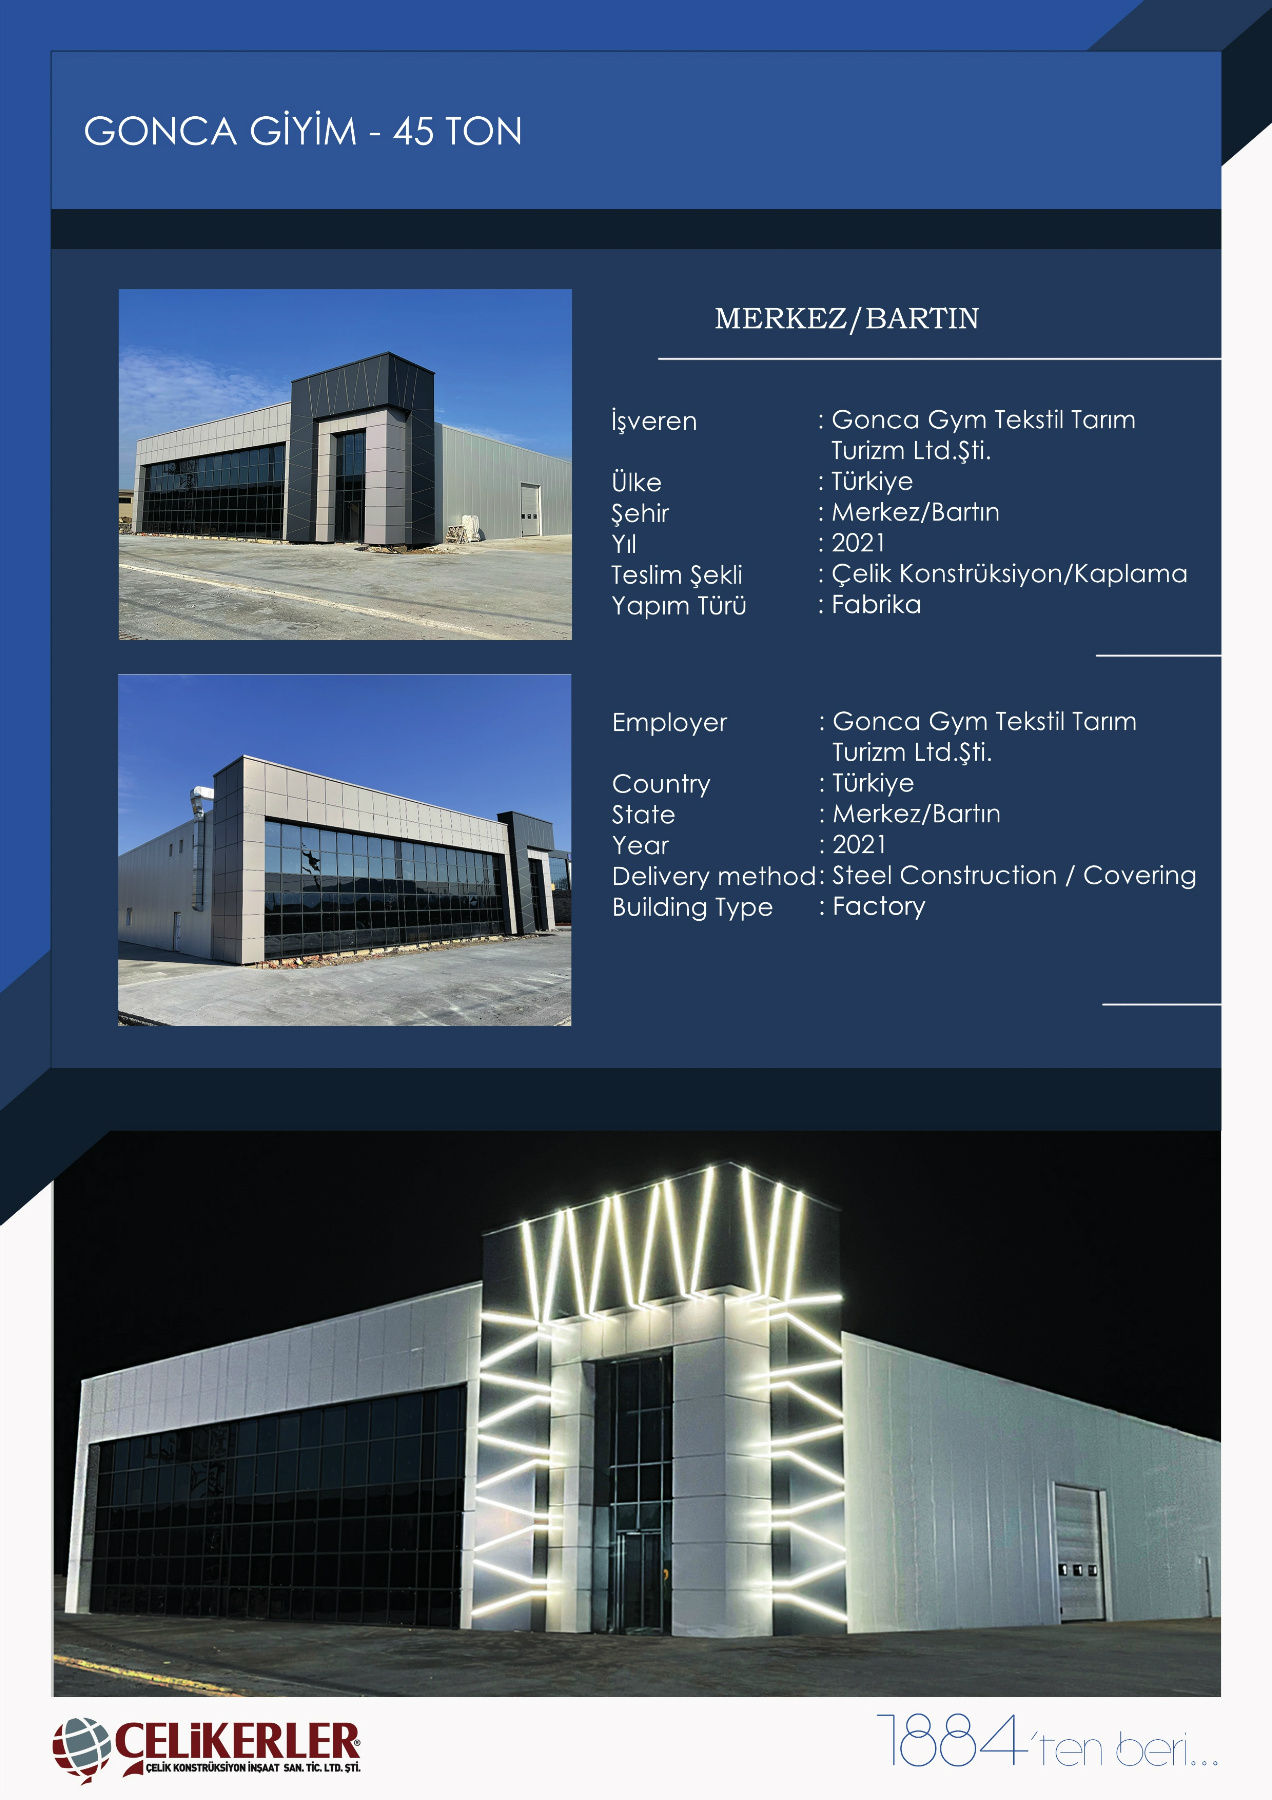 GONCA GİYİM - 45 TON
MERKEZ/BARTIN
İşveren : Gonca Gym Tekstil Tarım
Turizm Ltd.Şti.
Ülke : Türkiye
Şehir : Merkez/Bartın
Yıl : 2021
Teslim Şekli : Çelik Konstrüksiyon/Kaplama
Yapım Türü : Fabrika
Employer : Gonca Gym Tekstil Tarım
Turizm Ltd.Şti.
Country : Türkiye
State : Merkez/Bartın
Year : 2021
Delivery method: Steel Construction / Covering
Building Type : Factory
ÇELİKERLER®
ÇELİK KONSTRÜKSİYON İNŞAAT SAN. TİC. LTD. ŞTİ.
1884'ten beri...